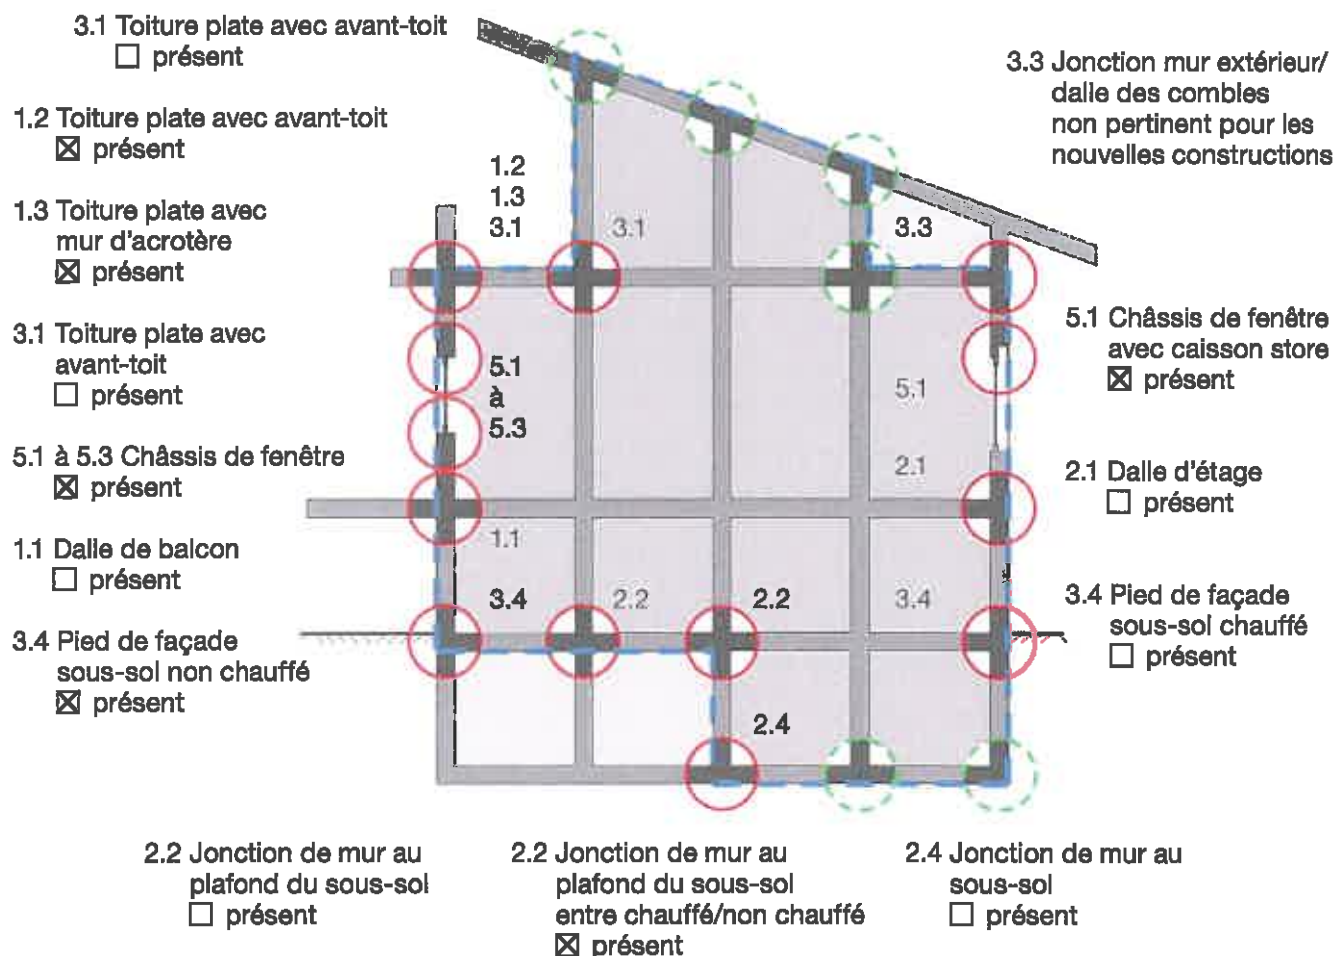 3.1 Toiture plate avec avant-toit
☐ présent
1.2 Toiture plate avec avant-toit
☒ présent
1.3 Toiture plate avec
mur d'acrotère
☒ présent
3.1 Toiture plate avec
avant-toit
☐ présent
5.1 à 5.3 Châssis de fenêtre
☒ présent
1.1 Dalle de balcon
☐ présent
3.4 Pied de façade
sous-sol non chauffé
☒ présent
1.2
1.3
3.1
3.1
3.3
5.1
à
5.3
5.1
2.1
1.1
3.4
2.2
2.2
3.4
2.4
3.3 Jonction mur extérieur/
dalle des combles
non pertinent pour les
nouvelles constructions
5.1 Châssis de fenêtre
avec caisson store
☒ présent
2.1 Dalle d'étage
☐ présent
3.4 Pied de façade
sous-sol chauffé
☐ présent
2.2 Jonction de mur au
plafond du sous-sol
☐ présent
2.2 Jonction de mur au
plafond du sous-sol
entre chauffé/non chauffé
☒ présent
2.4 Jonction de mur au
sous-sol
☐ présent